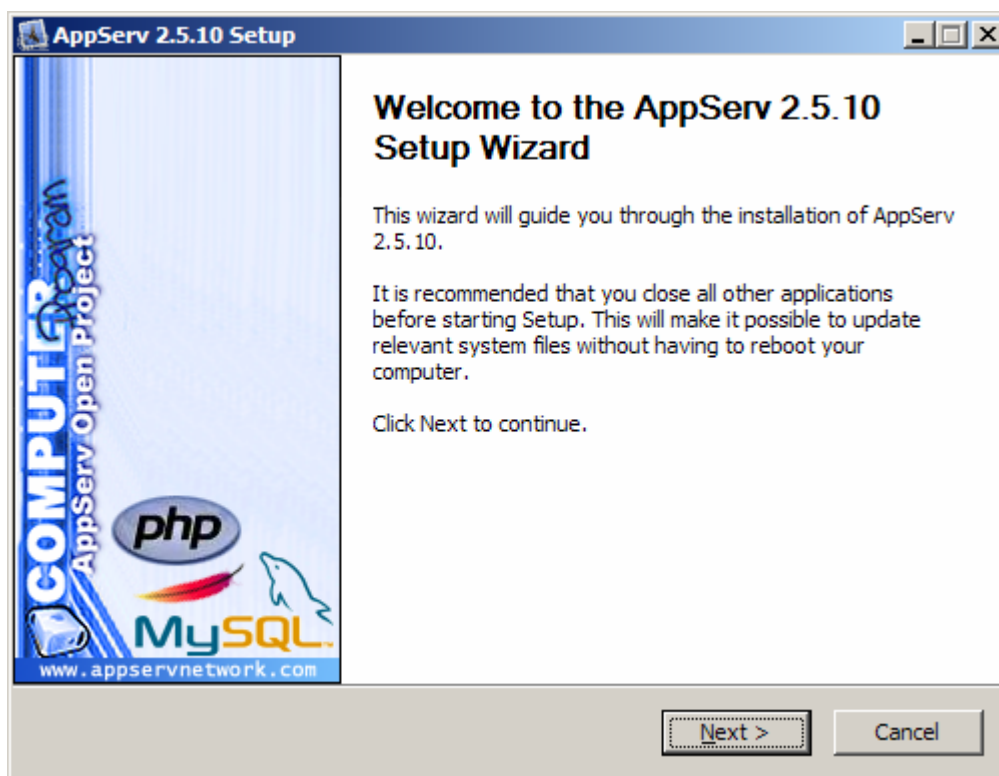 AppServ 2.5.10 Setup
Welcome to the AppServ 2.5.10
Setup Wizard
This wizard will guide you through the installation of AppServ
2.5.10.
It is recommended that you close all other applications
before starting Setup. This will make it possible to update
relevant system files without having to reboot your
computer.
Click Next to continue.
COMPUTER
Program
AppServ Open Project
php
MySQL
www.appservnetwork.com
Next >
Cancel